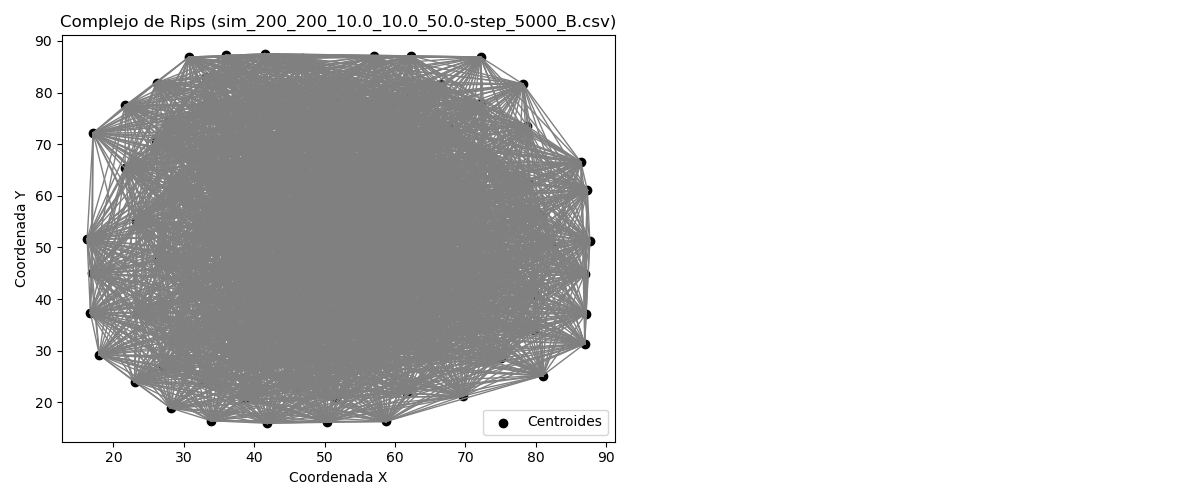 Complejo de Rips (sim_200_200_10.0_10.0_50.0-step_5000_B.csv)
90
80
70
60
50
40
30
20
Coordenada Y
Centroides
20 30 40 50 60 70 80 90
Coordenada X